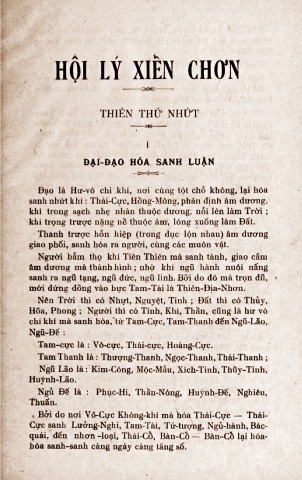 HỘI LÝ XIỀN CHƠN
THIÊN THỨ NHỨT
I
ĐẠI-ĐẠO HÓA SANH LUẬN
Đạo là Hư-vô chi khí, nơi cùng tột chỗ không, lại hóa
sanh nhứt khí : Thái-Cực, Hồng-Mông, phán định âm dương,
khí trong sạch nhẹ nhàn thuộc dương, nổi lên làm Trời ;
khí trọng trược nặng nề thuộc âm, lóng xuống làm Đất.
Thanh trược hỗn hiệp, (trong đục lộn nhau) âm dương
giao phối, sanh hóa ra người, cùng các muôn vật.
Người bẩm thọ khí Tiên Thiên mà sanh tánh, giao cảm
âm dương mà thành hình ; nhờ khí ngũ hành nuôi nắng
sanh ra ngũ tạng, ngũ đức, ngũ linh. Bởi do đó mà trọn đủ,
mới đứng đồng vào bực Tam-Tài là Thiên-Địa-Nhơn.
Nên Trời thì có Nhựt, Nguyệt, Tinh ; Đất thì có Thủy,
Hỏa, Phong ; Người thì có Tinh, Khí, Thần, cũng là hư vô
chi khí mà sanh hóa, từ Tam-Cực, Tam-Thanh đến Ngũ-Lão,
Ngũ-Đế :
Tam-cực là : Vô-cực, Thái-cực, Hoàng-Cực.
Tam Thanh là : Thượng-Thanh, Ngọc-Thanh, Thái-Thanh ;
Ngũ Lão là : Kim-Công, Mộc-Mẫu, Xích-Tinh, Thủy-Tinh,
Huỳnh-Lão.
Ngũ Đế là : Phục-Hi, Thần-Nông, Huỳnh-Đế, Nghiêu,
Thuấn.
Bởi do nơi Vô-Cực Không-khí mà hóa Thái-Cực — Thái-
Cực sanh Lưỡng-Nghi, Tam-Tài, Tứ-tượng, Ngũ-hành, Bác-
quái, đến nhơn-loại, Thái-Cổ, Bàn-Cổ — Bàn-Cổ lại hóa-
hóa sanh-sanh càng ngày càng tăng số.